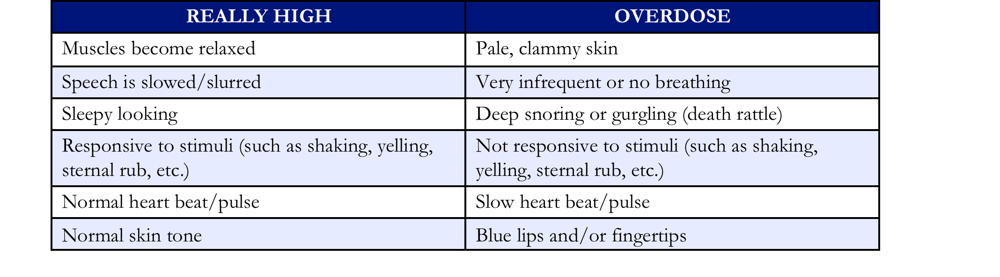 REALLY HIGH
OVERDOSE
Muscles become relaxed
Pale, clammy skin
Speech is slowed/slurred
Very infrequent or no breathing
Sleepy looking
Deep snoring or gurgling (death rattle)
Responsive to stimuli (such as shaking, yelling,
sternal rub, etc.)
Not responsive to stimuli (such as shaking,
yelling, sternal rub, etc.)
Normal heart beat/pulse
Slow heart beat/pulse
Normal skin tone
Blue lips and/or fingertips